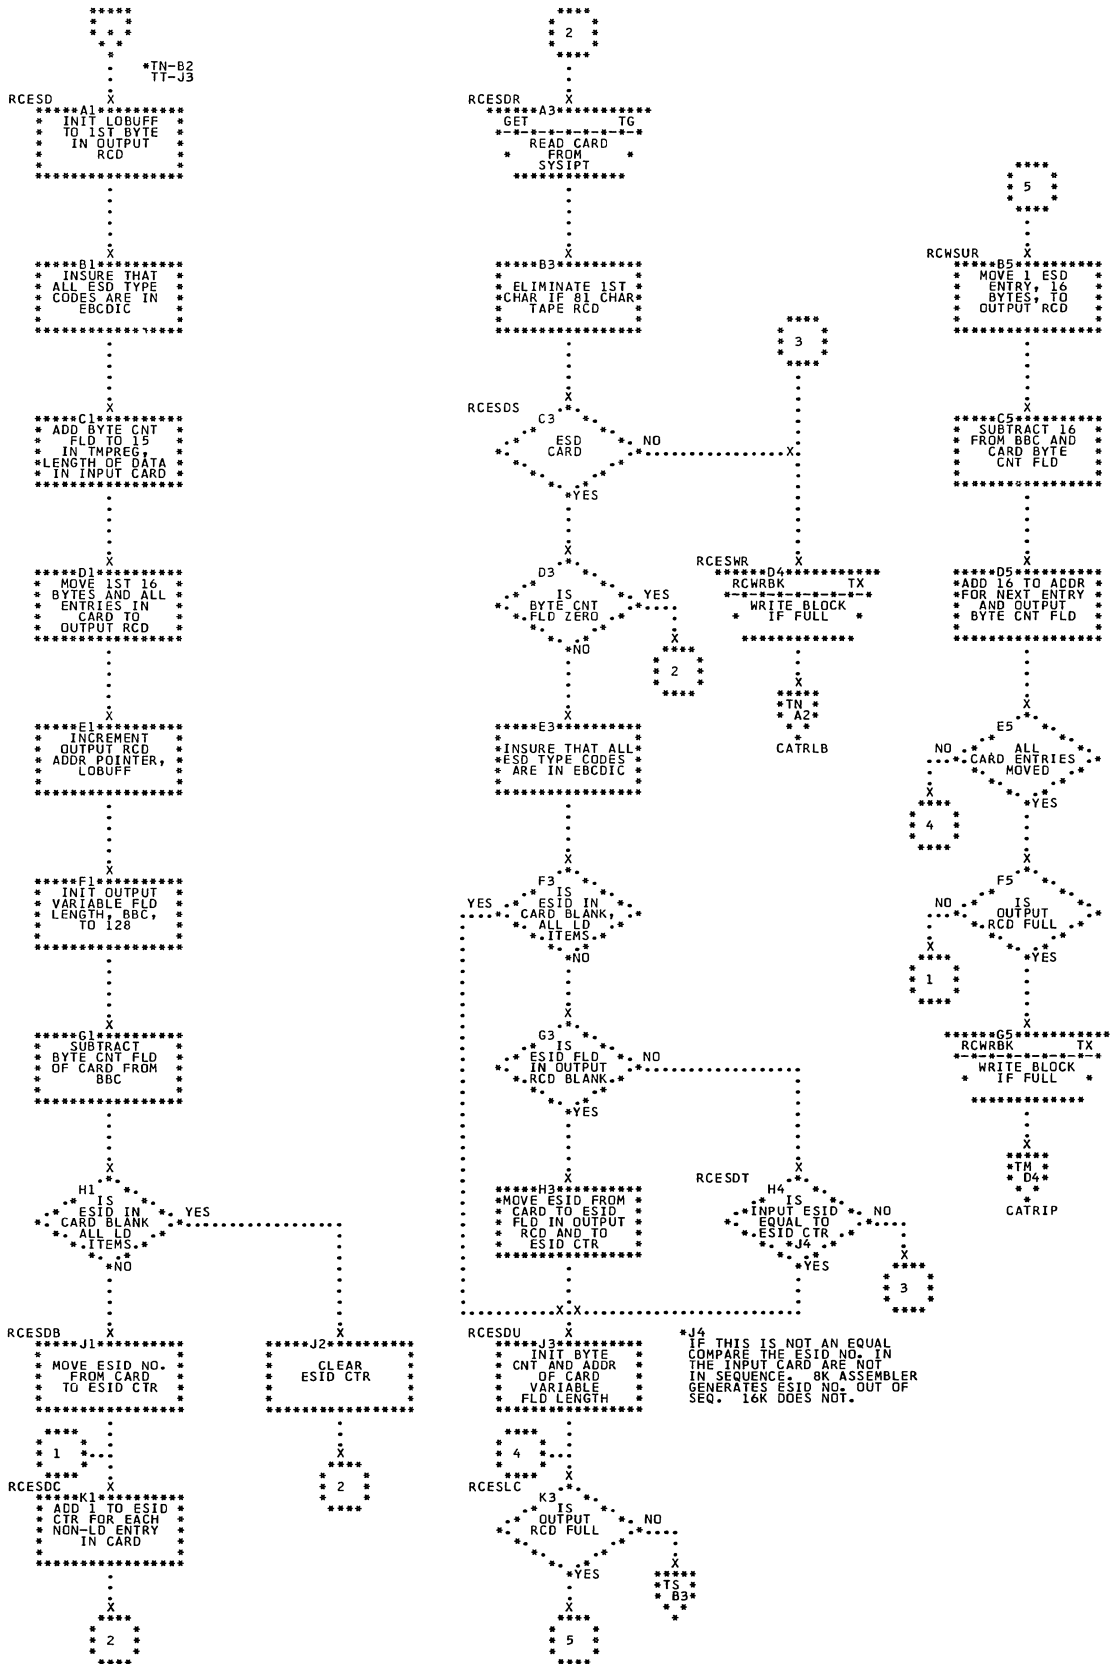 *TN-B2
TT-J3
RCESD
A1
INIT LOBUFF
TO 1ST BYTE
IN OUTPUT
RCD
B1
INSURE THAT
ALL ESD TYPE
CODES ARE IN
EBCDIC
C1
ADD BYTE CNT
FLD TO 15
IN TMPREG,
LENGTH OF DATA
IN INPUT CARD
D1
MOVE 1ST 16
BYTES AND ALL
ENTRIES IN
CARD TO
OUTPUT RCD
E1
INCREMENT
OUTPUT RCD
ADDR POINTER,
LOBUFF
F1
INIT OUTPUT
VARIABLE FLD
LENGTH, BBC,
TO 128
G1
SUBTRACT
BYTE CNT FLD
OF CARD FROM
BBC
H1
IS
ESID IN
CARD BLANK
ALL LD
ITEMS
YES
NO
RCESDB
J1
MOVE ESID NO.
FROM CARD
TO ESID CTR
J2
CLEAR
ESID CTR
1
2
RCESDC
K1
ADD 1 TO ESID
CTR FOR EACH
NON-LD ENTRY
IN CARD
2
2
RCESDR
A3
GET TG
READ CARD
FROM
SYSIPT
B3
ELIMINATE 1ST
CHAR IF 81 CHAR
TAPE RCD
RCESDS
C3
ESD
CARD
NO
YES
D3
IS
BYTE CNT
FLD ZERO
YES
NO
2
E3
INSURE THAT ALL
ESD TYPE CODES
ARE IN EBCDIC
F3
IS
ESID IN
CARD BLANK,
ALL LD
ITEMS
YES
NO
G3
IS
ESID FLD
IN OUTPUT
RCD BLANK
NO
YES
H3
MOVE ESID FROM
CARD TO ESID
FLD IN OUTPUT
RCD AND TO
ESID CTR
RCESDU
J3
INIT BYTE
CNT AND ADDR
OF CARD
VARIABLE
FLD LENGTH
4
RCESLC
K3
IS
OUTPUT
RCD FULL
NO
YES
TS
B3
5
3
RCESWR
D4
RCWRBK TX
WRITE BLOCK
IF FULL
TN
A2
CATRLB
RCESDT
H4
IS
INPUT ESID
EQUAL TO
ESID CTR
*J4
NO
YES
3
*J4
IF THIS IS NOT AN EQUAL
COMPARE THE ESID NO. IN
THE INPUT CARD ARE NOT
IN SEQUENCE. 8K ASSEMBLER
GENERATES ESID NO. OUT OF
SEQ. 16K DOES NOT.
5
RCWSUR
B5
MOVE 1 ESD
ENTRY, 16
BYTES, TO
OUTPUT RCD
C5
SUBTRACT 16
FROM BBC AND
CARD BYTE
CNT FLD
D5
ADD 16 TO ADDR
FOR NEXT ENTRY
AND OUTPUT
BYTE CNT FLD
E5
ALL
CARD ENTRIES
MOVED
NO
YES
4
F5
IS
OUTPUT
RCD FULL
NO
YES
1
G5
RCWRBK TX
WRITE BLOCK
IF FULL
TM
D4
CATRIP